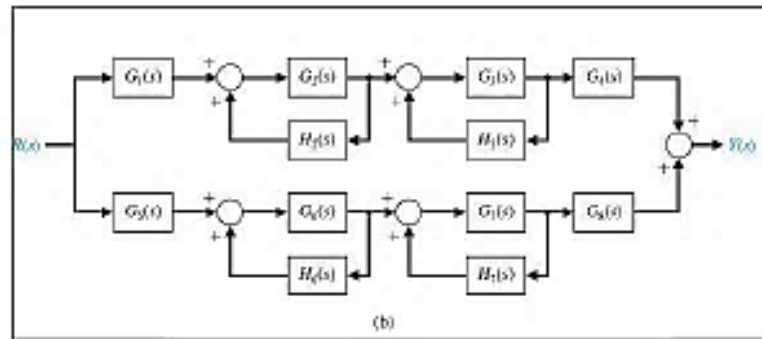 G₁(s) + G₂(s) + G₃(s) G₄(s)
+ +
H₂(s) H₃(s) +
R(s) Y(s)
+
G₅(s) + G₆(s) + G₇(s) G₈(s)
+ +
H₆(s) H₇(s)
(b)